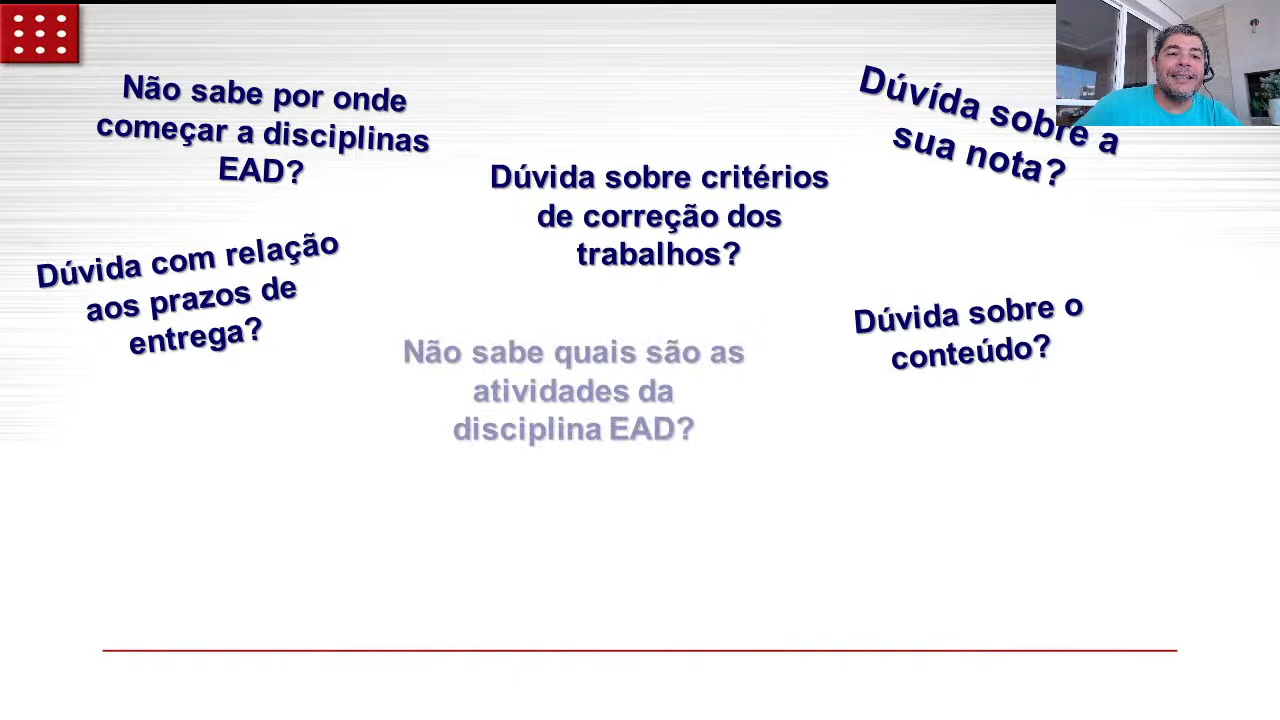 Não sabe por onde
começar a disciplinas
EAD?
Dúvída sobre a
sua nota?
Dúvida sobre critérios
de correção dos
trabalhos?
Dúvida com relação
aos prazos de
entrega?
Dúvida sobre o
conteúdo?
Não sabe quais são as
atividades da
disciplina EAD?